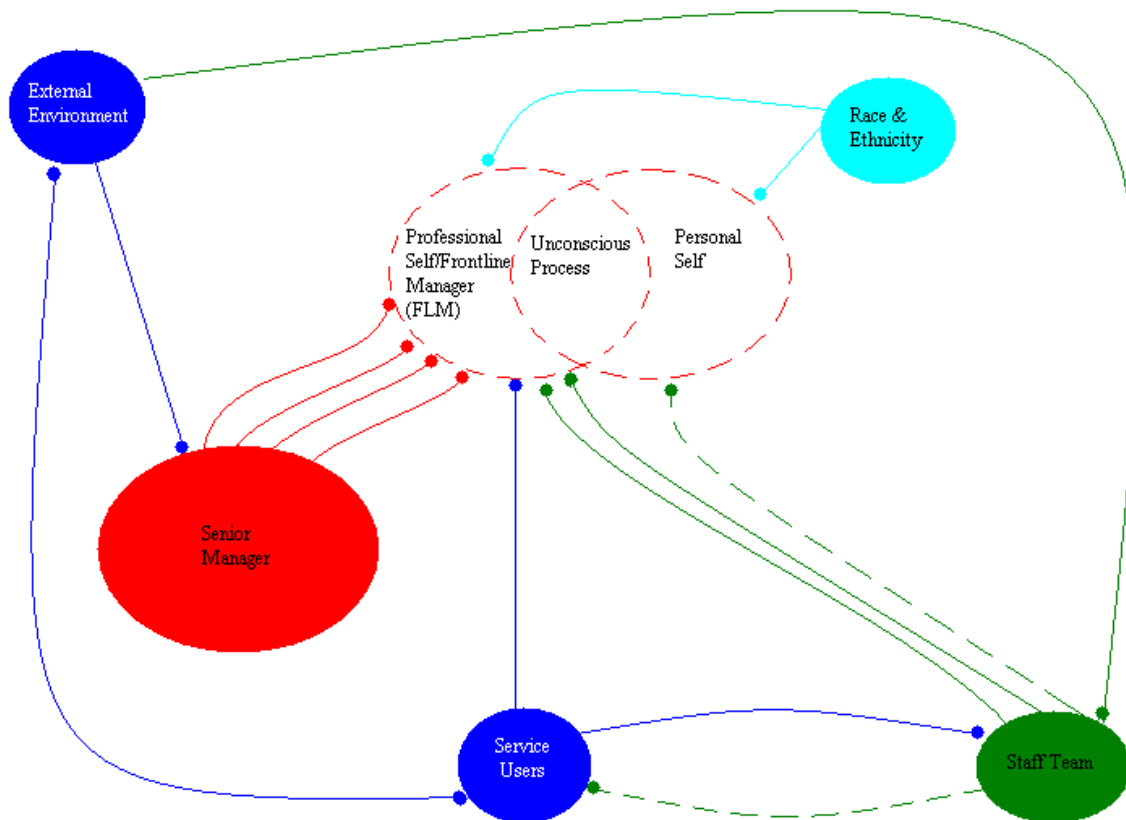 External
Environment
Race &
Ethnicity
Professional
Self/Frontline
Manager
(FLM)
Unconscious
Process
Personal
Self
Senior
Manager
Service
Users
Staff Team